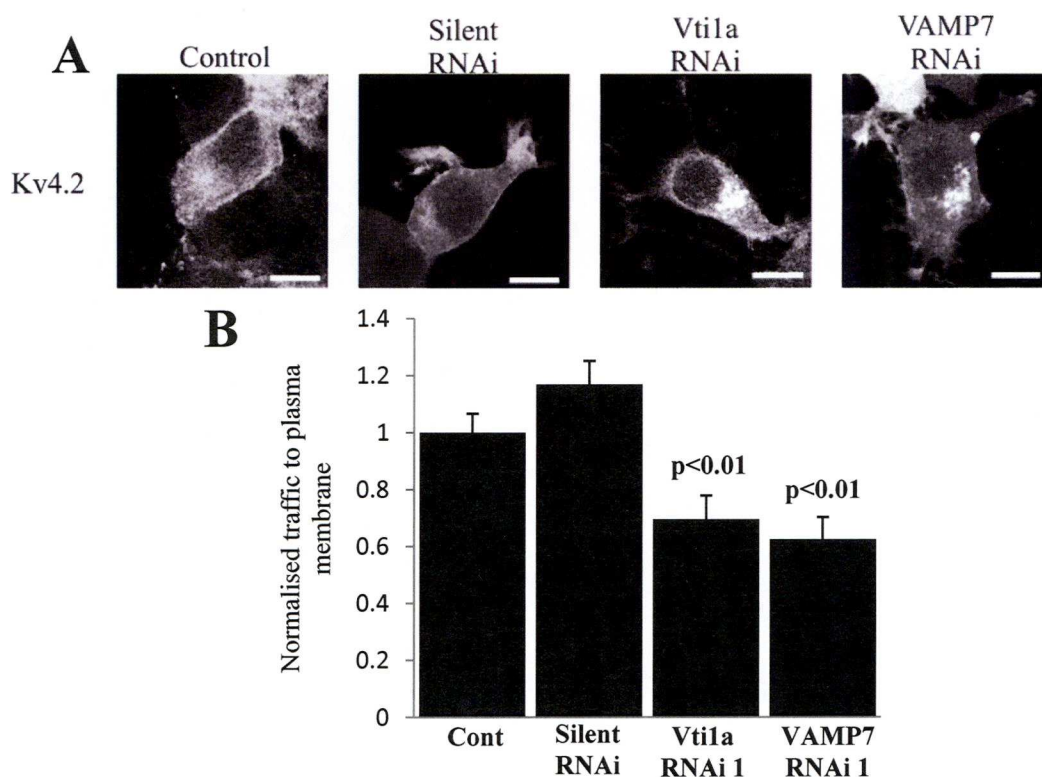 A
Control
Silent
RNAi
Vti1a
RNAi
VAMP7
RNAi
Kv4.2
B
Normalised traffic to plasma
membrane
1.4
1.2
1
0.8
0.6
0.4
0.2
0
p<0.01
p<0.01
Cont
Silent
RNAi
Vti1a
RNAi 1
VAMP7
RNAi 1